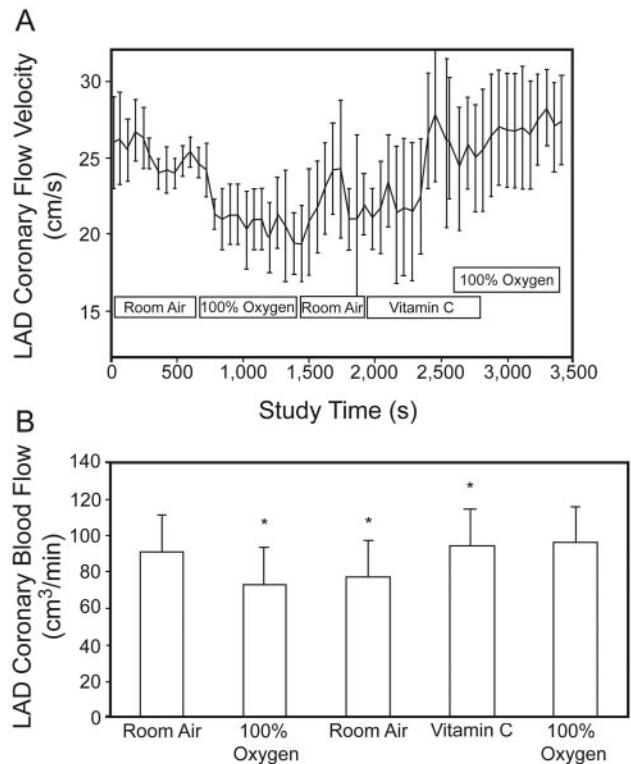 A
LAD Coronary Flow Velocity
(cm/s)
30
25
20
15
Room Air
100% Oxygen
Room Air
Vitamin C
100% Oxygen
0
500
1,000
1,500
2,000
2,500
3,000
3,500
Study Time (s)
B
LAD Coronary Blood Flow
(cm³/min)
140
120
100
80
60
40
20
0
*
*
*
Room Air
100%
Oxygen
Room Air
Vitamin C
100%
Oxygen